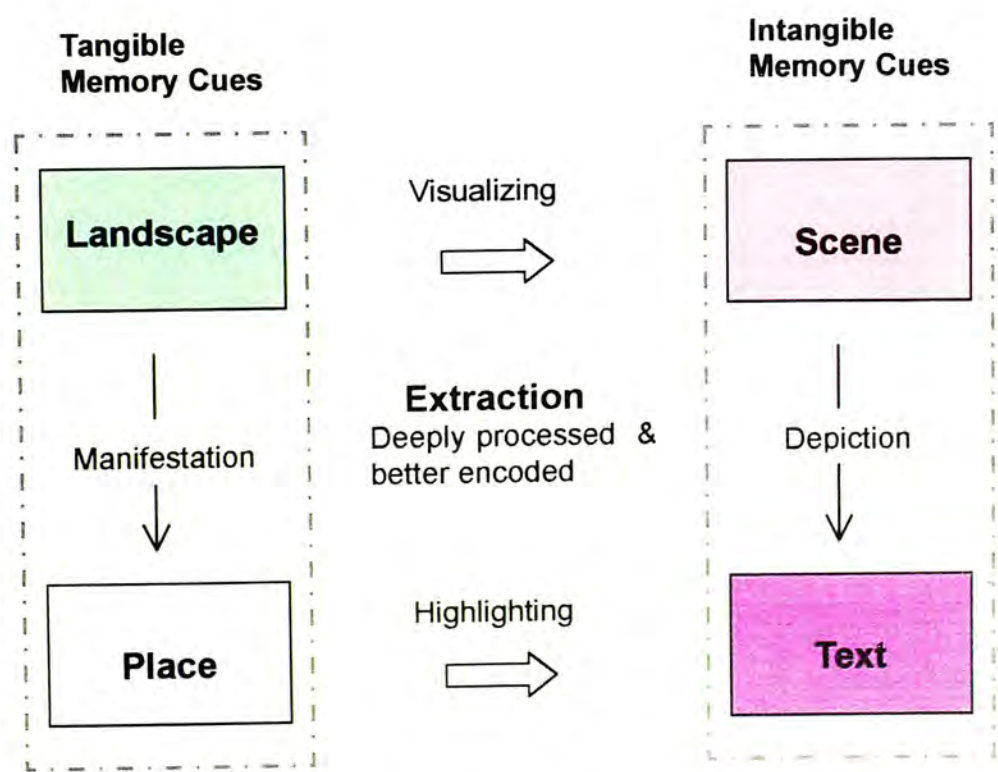 Tangible
Memory Cues
Intangible
Memory Cues
Landscape
Visualizing
Scene
Extraction
Deeply processed &
better encoded
Manifestation
Depiction
Highlighting
Place
Text